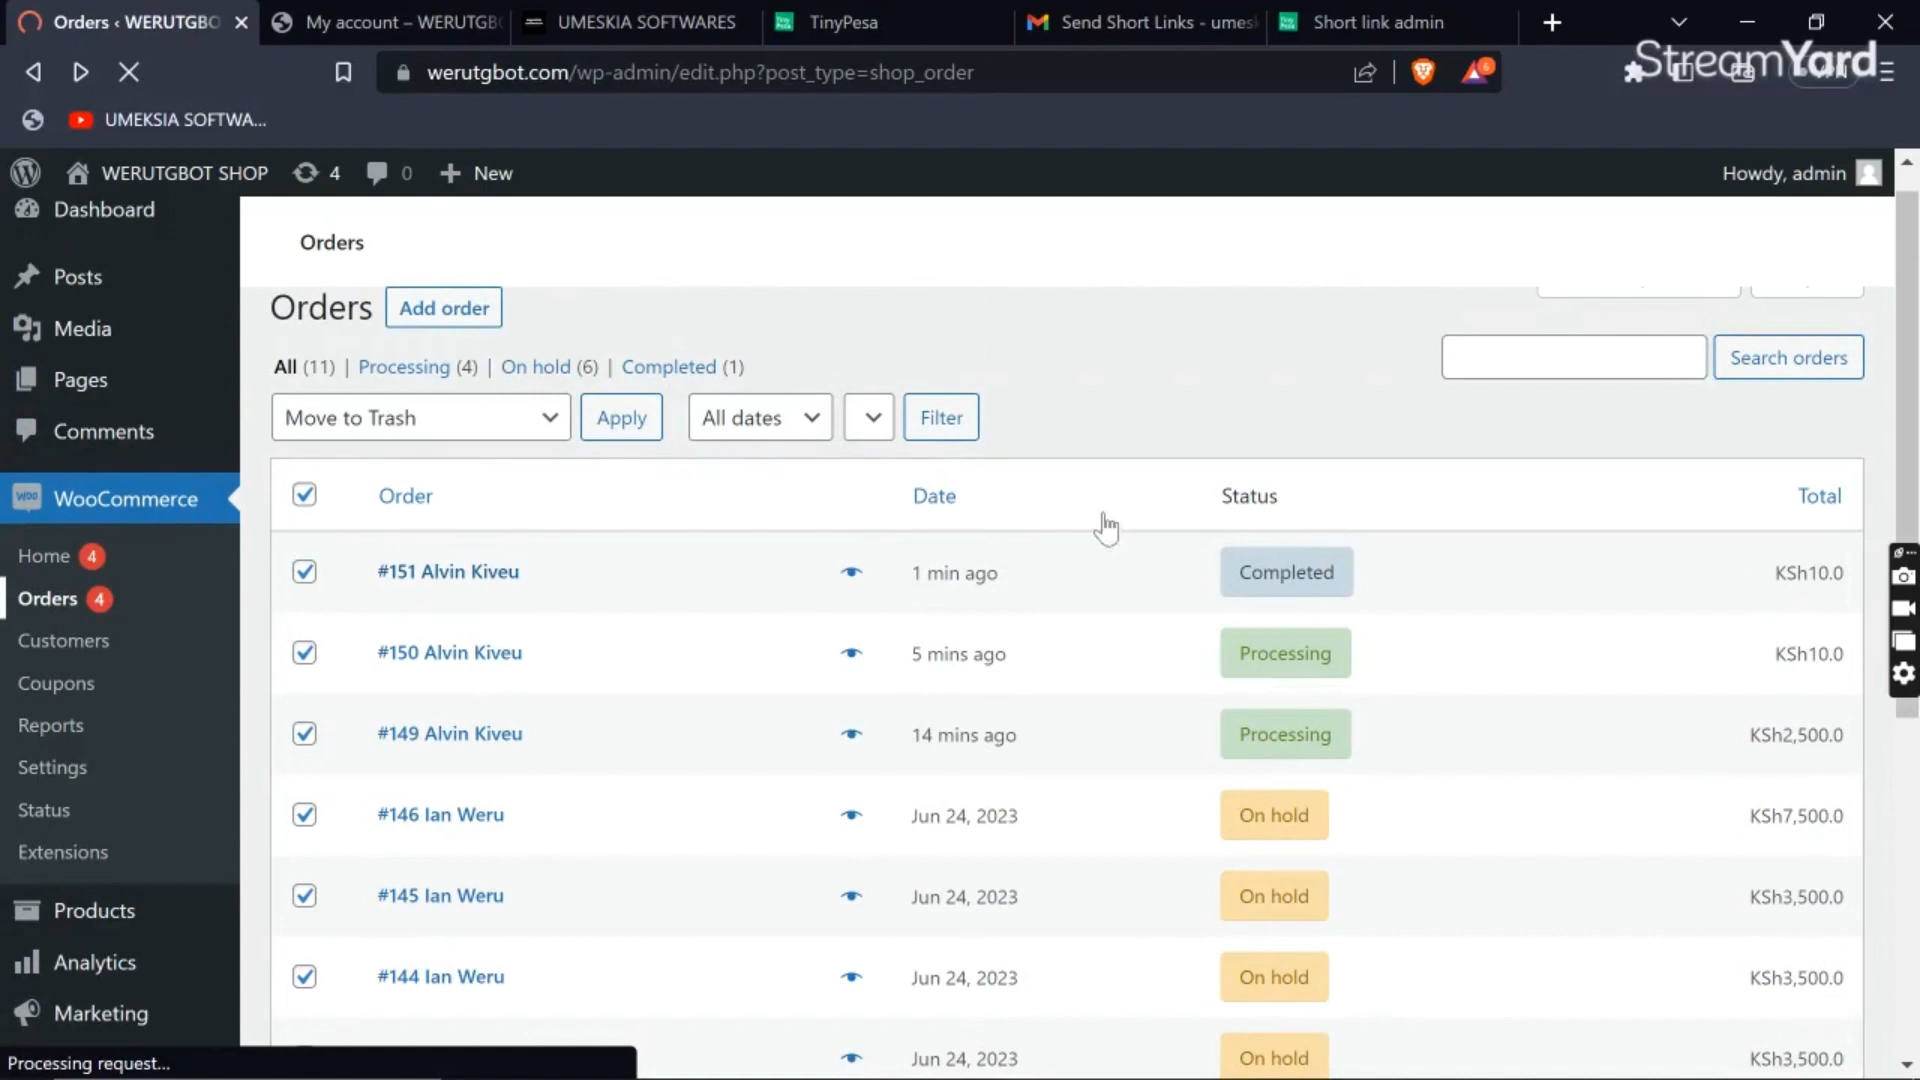 Orders ‹ WERUTGBO
My account – WERUTGB
UMESKIA SOFTWARES
TinyPesa
Send Short Links - umes
Short link admin
StreamYard
werutgbot.com/wp-admin/edit.php?post_type=shop_order
6
UMEKSIA SOFTWA...
WERUTGBOT SHOP
4
0
New
Howdy, admin
Dashboard
Posts
Media
Pages
Comments
WOO
WooCommerce
Home 4
Orders 4
Customers
Coupons
Reports
Settings
Status
Extensions
Products
Analytics
Marketing
Orders
Orders
Add order
All (11) | Processing (4) | On hold (6) | Completed (1)
Search orders
Move to Trash
Apply
All dates
Filter
Order Date Status Total
#151 Alvin Kiveu 1 min ago Completed KSh10.0
#150 Alvin Kiveu 5 mins ago Processing KSh10.0
#149 Alvin Kiveu 14 mins ago Processing KSh2,500.0
#146 Ian Weru Jun 24, 2023 On hold KSh7,500.0
#145 Ian Weru Jun 24, 2023 On hold KSh3,500.0
#144 Ian Weru Jun 24, 2023 On hold KSh3,500.0
Jun 24, 2023 On hold KSh3,500.0
Processing request...